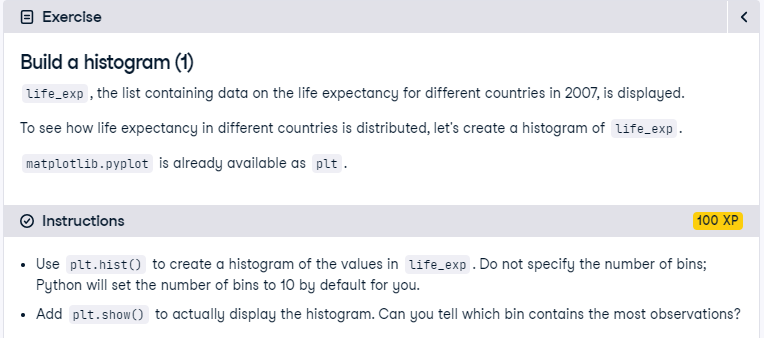 Exercise
Build a histogram (1)
life_exp, the list containing data on the life expectancy for different countries in 2007, is displayed.
To see how life expectancy in different countries is distributed, let's create a histogram of life_exp.
matplotlib.pyplot is already available as plt.
Instructions
100 XP
Use plt.hist() to create a histogram of the values in life_exp. Do not specify the number of bins;
Python will set the number of bins to 10 by default for you.
Add plt.show() to actually display the histogram. Can you tell which bin contains the most observations?